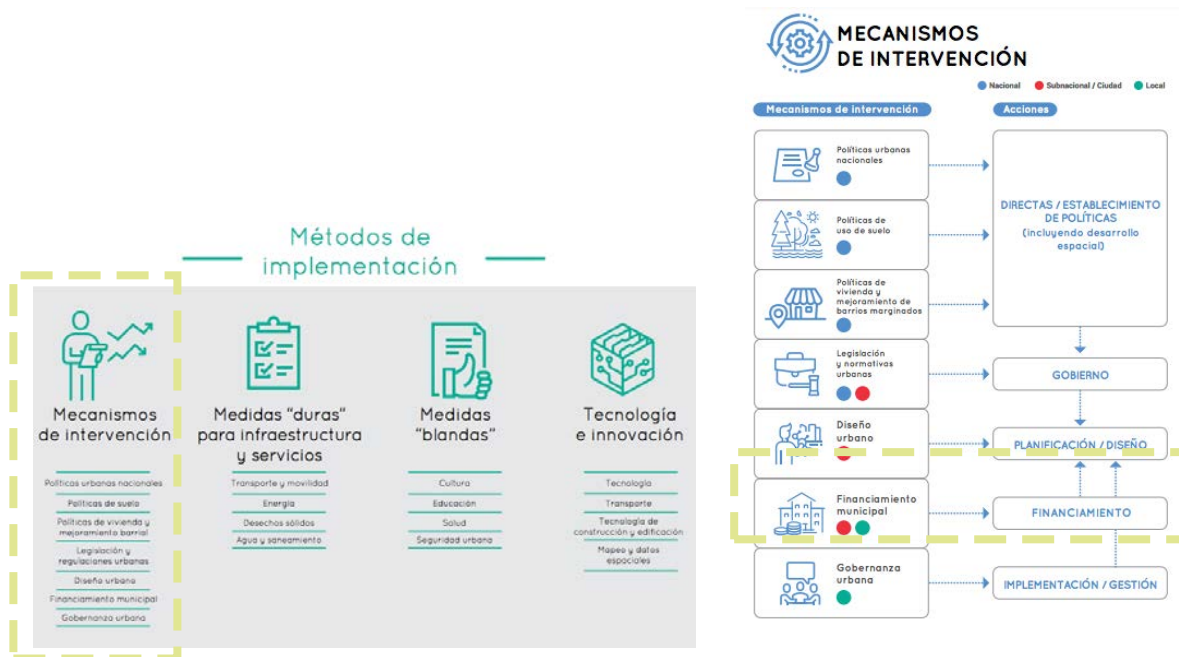 Métodos de
implementación
Mecanismos
de intervención
Políticas urbanas nacionales
Políticas de suelo
Políticas de vivienda y
mejoramiento barrial
Legislación y
regulaciones urbanas
Diseño urbano
Financiamiento municipal
Gobernanza urbana
Medidas "duras"
para infraestructura
y servicios
Transporte y movilidad
Energía
Desechos sólidos
Agua y saneamiento
Medidas
"blandas"
Cultura
Educación
Salud
Seguridad urbana
Tecnología
e innovación
Tecnología
Transporte
Tecnología de
construcción y edificación
Mapeo y datos
espaciales
MECANISMOS
DE INTERVENCIÓN
Nacional Subnacional / Ciudad Local
Mecanismos de intervención
Acciones
Políticas urbanas
nacionales
Políticas de
uso de suelo
Políticas de
vivienda y
mejoramiento de
barrios marginados
Legislación
y normativas
urbanas
Diseño
urbano
Financiamiento
municipal
Gobernanza
urbana
DIRECTAS / ESTABLECIMIENTO
DE POLÍTICAS
(incluyendo desarrollo
espacial)
GOBIERNO
PLANIFICACIÓN / DISEÑO
FINANCIAMIENTO
IMPLEMENTACIÓN / GESTIÓN